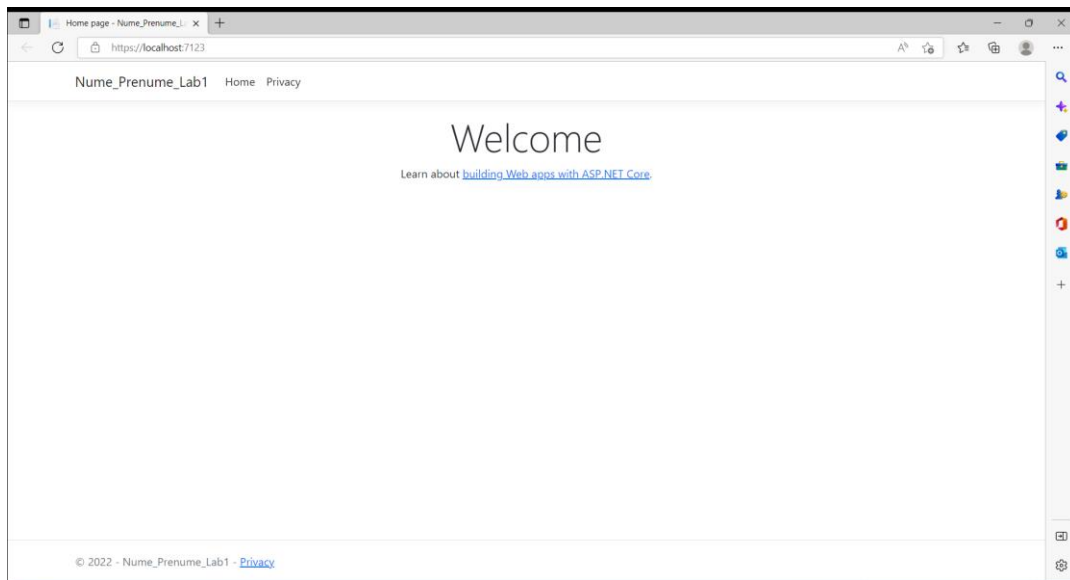 Home page - Nume_Prenume_L
https://localhost:7123
Nume_Prenume_Lab1 Home Privacy
Welcome
Learn about building Web apps with ASP.NET Core.
© 2022 - Nume_Prenume_Lab1 - Privacy